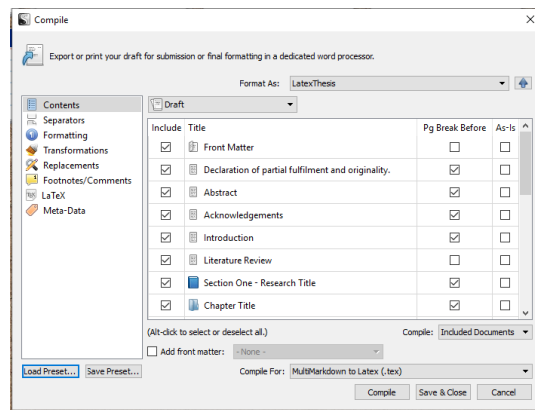 Compile
Export or print your draft for submission or final formatting in a dedicated word processor.
Format As: LatexThesis
Contents
Separators
Formatting
Transformations
Replacements
Footnotes/Comments
LaTeX
Meta-Data
Draft
Include Title Pg Break Before As-Is
Front Matter
Declaration of partial fulfilment and originality.
Abstract
Acknowledgements
Introduction
Literature Review
Section One - Research Title
Chapter Title
(Alt-click to select or deselect all.) Compile: Included Documents
Add front matter: - None -
Load Preset... Save Preset... Compile For: MultiMarkdown to Latex (.tex)
Compile Save & Close Cancel